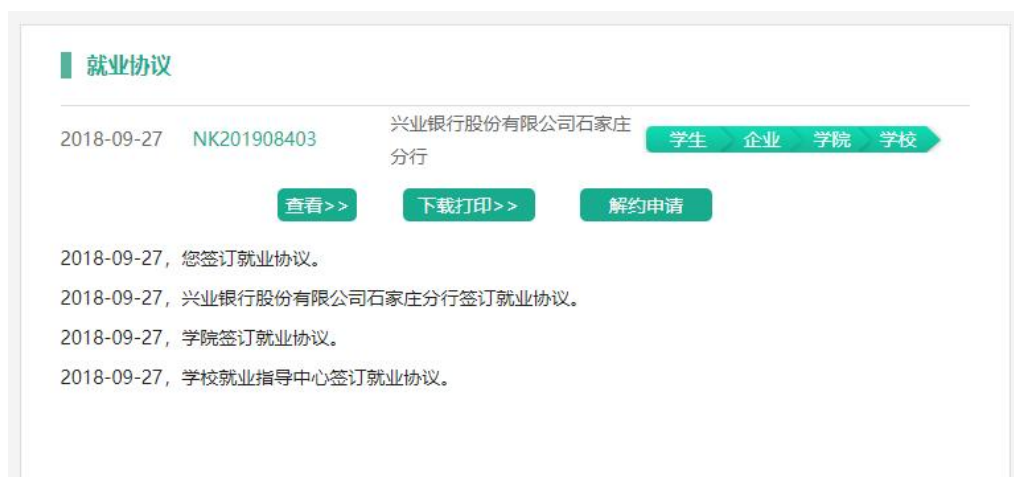 就业协议
2018-09-27 NK201908403 兴业银行股份有限公司石家庄
分行
学生 企业 学院 学校
查看>> 下载打印>> 解约申请
2018-09-27，您签订就业协议。
2018-09-27，兴业银行股份有限公司石家庄分行签订就业协议。
2018-09-27，学院签订就业协议。
2018-09-27，学校就业指导中心签订就业协议。